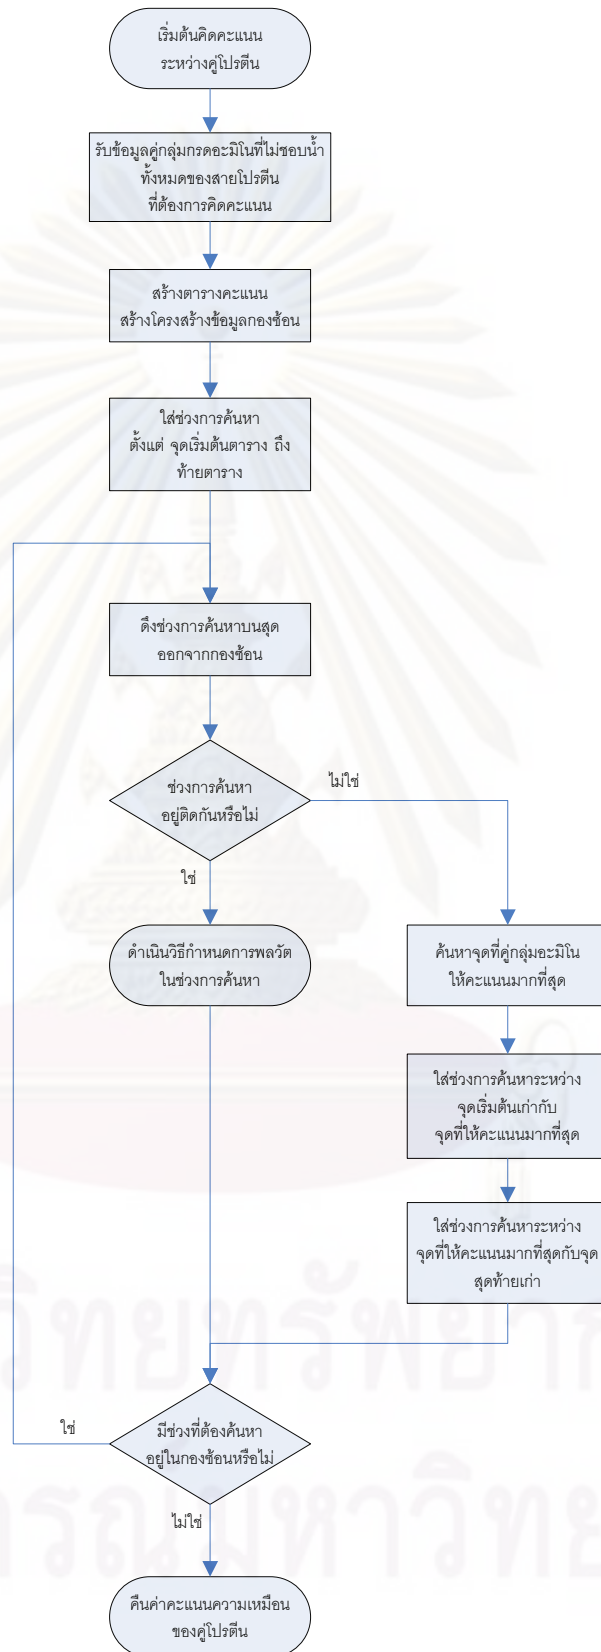 เริ่มต้นคิดคะแนน
ระหว่างคู่โปรตีน
รับข้อมูลคู่กลุ่มกรดอะมิโนที่ไม่ชอบน้ำ
ทั้งหมดของสายโปรตีน
ที่ต้องการคิดคะแนน
สร้างตารางคะแนน
สร้างโครงสร้างข้อมูลกองซ้อน
ใส่ช่วงการค้นหา
ตั้งแต่ จุดเริ่มต้นตาราง ถึง
ท้ายตาราง
ดึงช่วงการค้นหาบนสุด
ออกจากกองซ้อน
ช่วงการค้นหา
อยู่ติดกันหรือไม่
ไม่ใช่
ใช่
ดำเนินวิธีกำหนดการพลวัต
ในช่วงการค้นหา
ค้นหาจุดที่คู่กลุ่มอะมิโน
ให้คะแนนมากที่สุด
ใส่ช่วงการค้นหาระหว่าง
จุดเริ่มต้นเก่ากับ
จุดที่ให้คะแนนมากที่สุด
ใส่ช่วงการค้นหาระหว่าง
จุดที่ให้คะแนนมากที่สุดกับจุด
สุดท้ายเก่า
มีช่วงที่ต้องค้นหา
อยู่ในกองซ้อนหรือไม่
ใช่
ไม่ใช่
คืนค่าคะแนนความเหมือน
ของคู่โปรตีน
วิทยทรัพยาก
ารณ์มหาวิทย